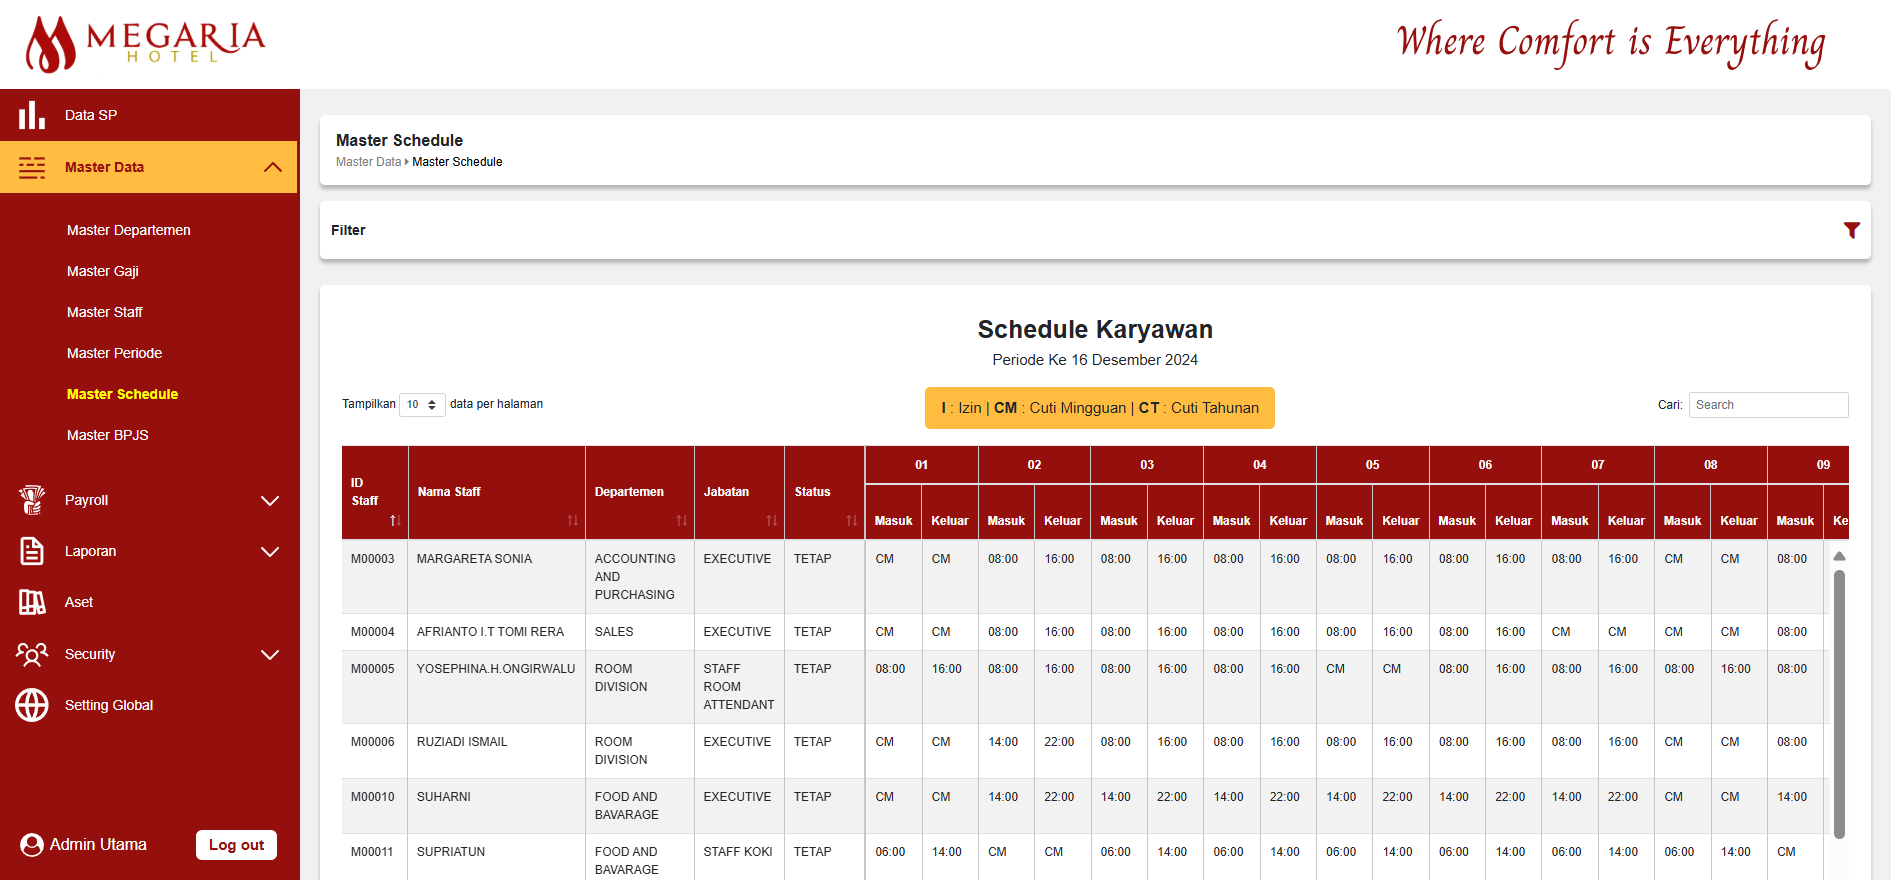 MEGARIA
HOTEL
Where Comfort is Everything
Data SP
Master Data
Master Departemen
Master Gaji
Master Staff
Master Periode
Master Schedule
Master BPJS
Payroll
Laporan
Aset
Security
Setting Global
Admin Utama
Log out
Master Schedule
Master Data Master Schedule
Filter
Schedule Karyawan
Periode Ke 16 Desember 2024
Tampilkan 10 data per halaman
I : Izin | CM : Cuti Mingguan | CT : Cuti Tahunan
Cari: Search
ID Staff Nama Staff Departemen Jabatan Status 01 02 03 04 05 06 07 08 09
Masuk Keluar Masuk Keluar Masuk Keluar Masuk Keluar Masuk Keluar Masuk Keluar Masuk Keluar Masuk Keluar Masuk Ke
M00003 MARGARETA SONIA ACCOUNTING EXECUTIVE TETAP CM CM 08:00 16:00 08:00 16:00 08:00 16:00 08:00 16:00 08:00 16:00 08:00 16:00 CM CM 08:00
AND
PURCHASING
M00004 AFRIANTO I.T TOMI RERA SALES EXECUTIVE TETAP CM CM 08:00 16:00 08:00 16:00 08:00 16:00 08:00 16:00 08:00 16:00 CM CM CM CM 08:00
M00005 YOSEPHINA.H.ONGIRWALU ROOM STAFF TETAP 08:00 16:00 08:00 16:00 08:00 16:00 08:00 16:00 CM CM 08:00 16:00 08:00 16:00 08:00 16:00 08:00
DIVISION ROOM
ATTENDANT
M00006 RUZIADI ISMAIL ROOM EXECUTIVE TETAP CM CM 14:00 22:00 08:00 16:00 08:00 16:00 08:00 16:00 08:00 16:00 08:00 16:00 CM CM 08:00
DIVISION
M00010 SUHARNI FOOD AND EXECUTIVE TETAP CM CM 14:00 22:00 14:00 22:00 14:00 22:00 14:00 22:00 14:00 22:00 14:00 22:00 CM CM 14:00
BAVARAGE
M00011 SUPRIATUN FOOD AND STAFF KOKI TETAP 06:00 14:00 CM CM 06:00 14:00 06:00 14:00 06:00 14:00 06:00 14:00 06:00 14:00 06:00 14:00 CM
BAVARAGE